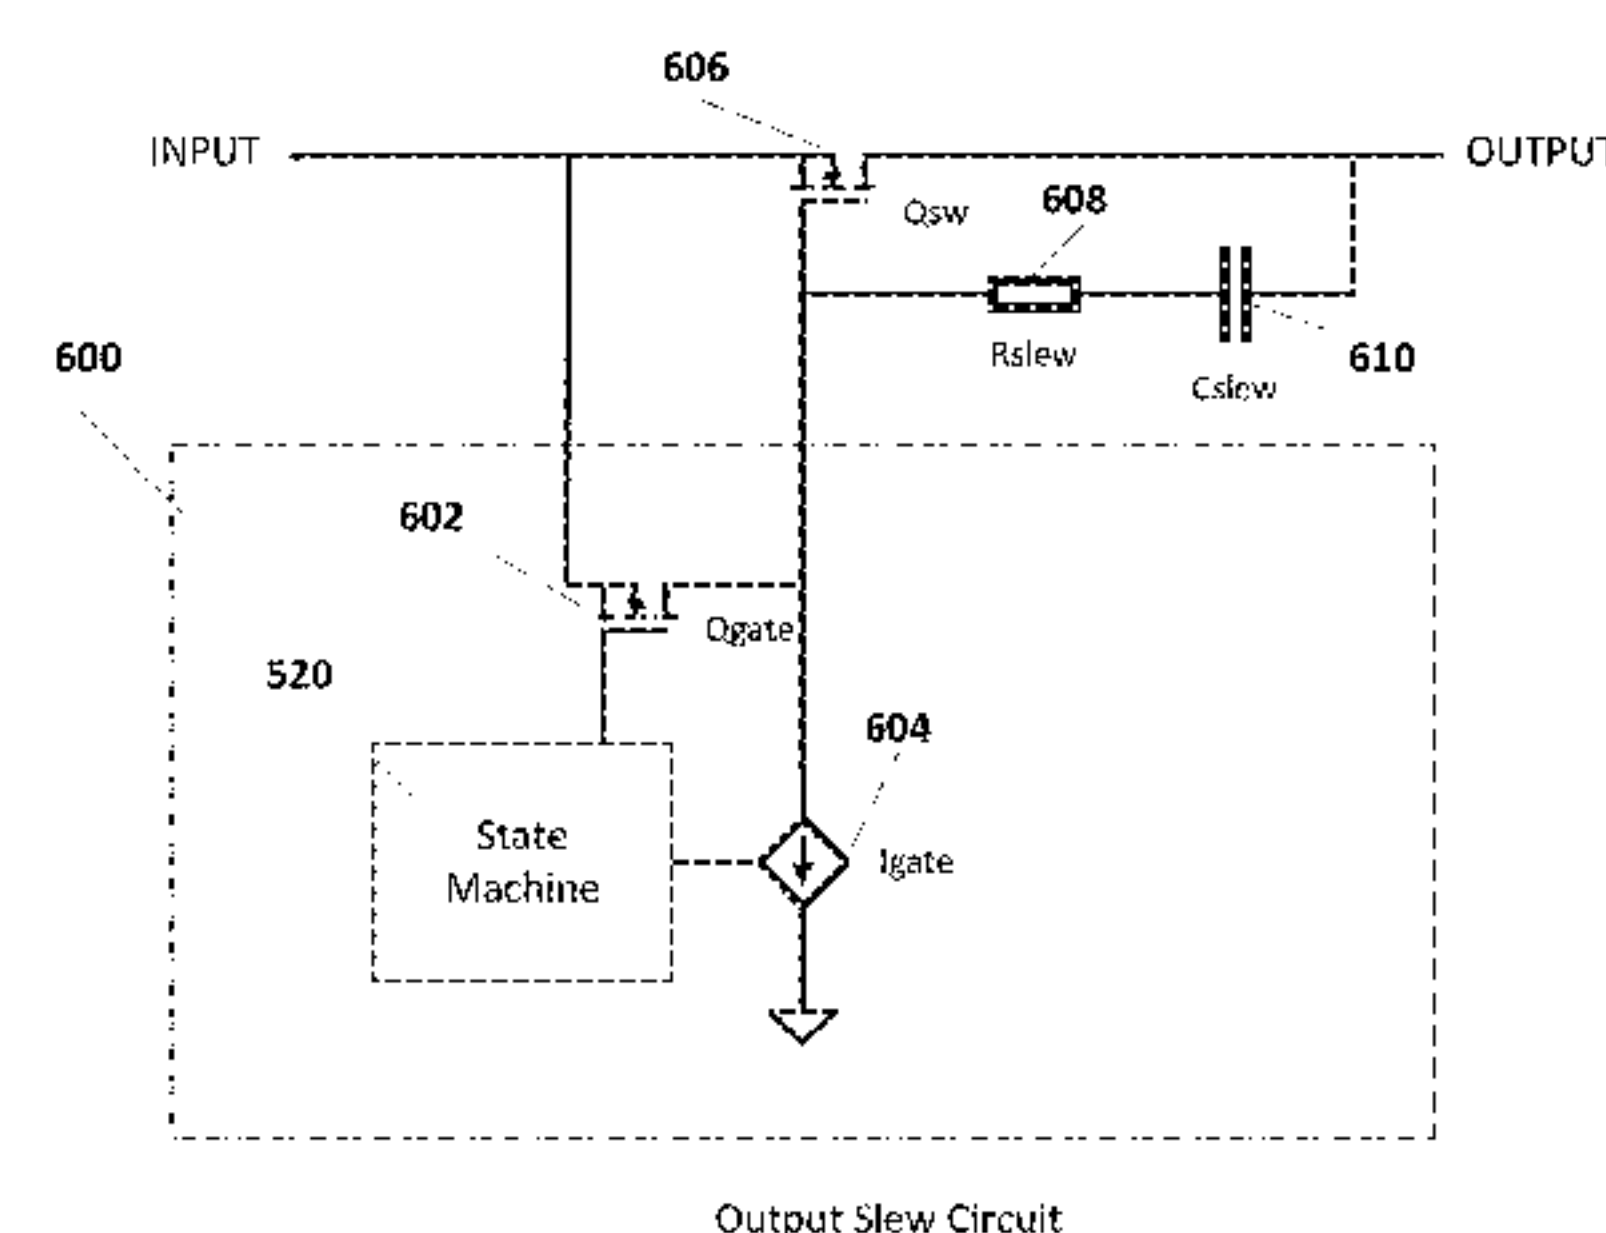 606
INPUT
OUTPUT
Qsw
608
Rslew
610
Cslew
600
602
Qgate
520
604
State
Machine
Igate
Output Slew Circuit